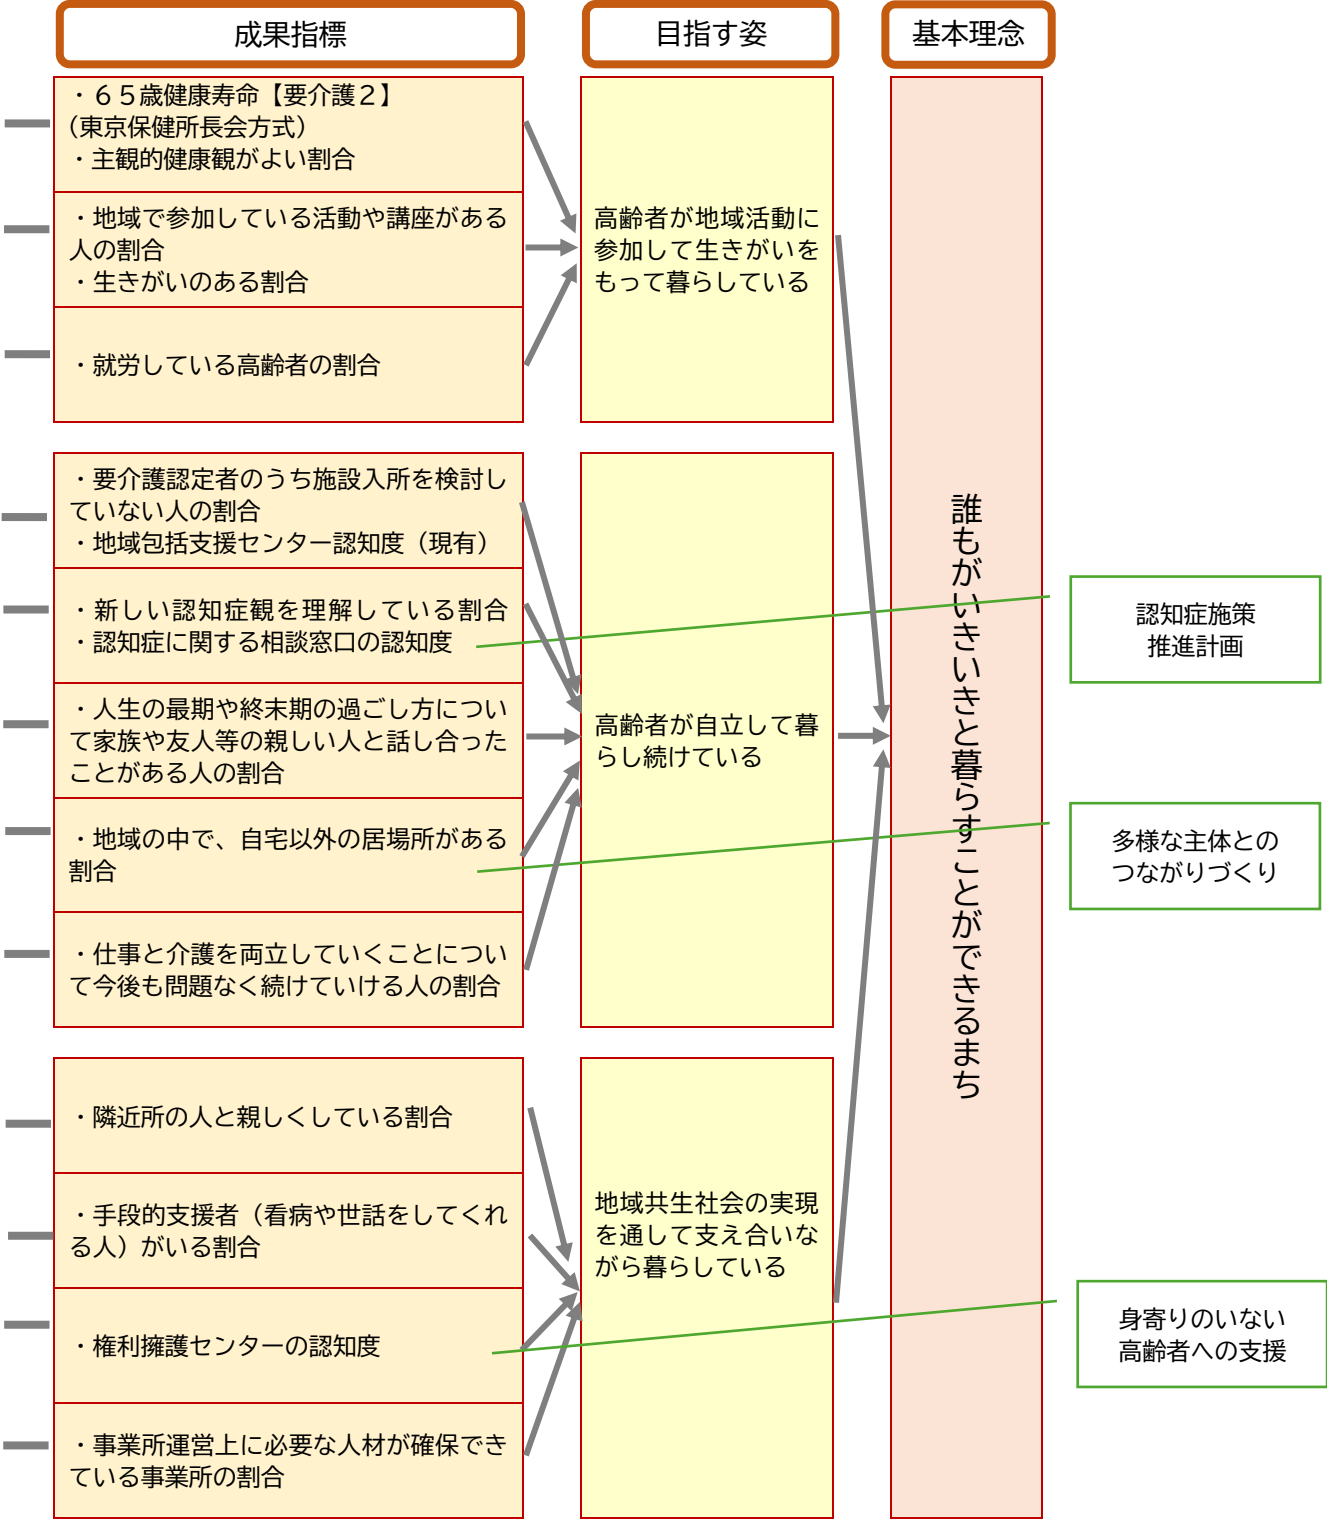 成果指標
目指す姿
基本理念
・６５歳健康寿命【要介護２】
（東京保健所長会方式）
・主観的健康観がよい割合
・地域で参加している活動や講座がある
人の割合
・生きがいのある割合
・就労している高齢者の割合
高齢者が地域活動に
参加して生きがいを
もって暮らしている
・要介護認定者のうち施設入所を検討し
ていない人の割合
・地域包括支援センター認知度（現有）
・新しい認知症観を理解している割合
・認知症に関する相談窓口の認知度
・人生の最期や終末期の過ごし方につい
て家族や友人等の親しい人と話し合った
ことがある人の割合
・地域の中で、自宅以外の居場所がある
割合
・仕事と介護を両立していくことについ
て今後も問題なく続けていける人の割合
高齢者が自立して暮
らし続けている
・隣近所の人と親しくしている割合
・手段的支援者（看病や世話をしてくれ
る人）がいる割合
・権利擁護センターの認知度
・事業所運営上に必要な人材が確保でき
ている事業所の割合
地域共生社会の実現
を通して支え合いな
がら暮らしている
誰もがいきいきと暮らすことができるまち
認知症施策
推進計画
多様な主体との
つながりづくり
身寄りのいない
高齢者への支援